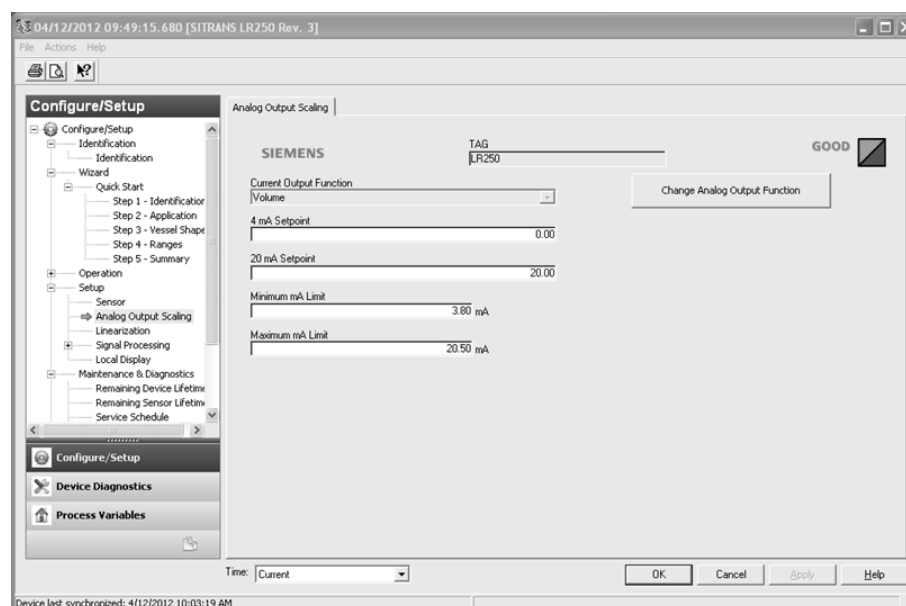 04/12/2012 09:49:15.680 [SITRANS LR250 Rev. 3]
File Actions Help
Configure/Setup
Configure/Setup
Identification
Identification
Wizard
Quick Start
Step 1 - Identification
Step 2 - Application
Step 3 - Vessel Shape
Step 4 - Ranges
Step 5 - Summary
Operation
Setup
Sensor
Analog Output Scaling
Linearization
Signal Processing
Local Display
Maintenance & Diagnostics
Remaining Device Lifetime
Remaining Sensor Lifetime
Service Schedule
Configure/Setup
Device Diagnostics
Process Variables
Analog Output Scaling
SIEMENS
TAG
LR250
GOOD
Current Output Function
Volume
Change Analog Output Function
4 mA Setpoint
0.00
20 mA Setpoint
20.00
Minimum mA Limit
3.80 mA
Maximum mA Limit
20.50 mA
Time: Current
OK Cancel Apply Help
Device last synchronized: 4/12/2012 10:03:19 AM